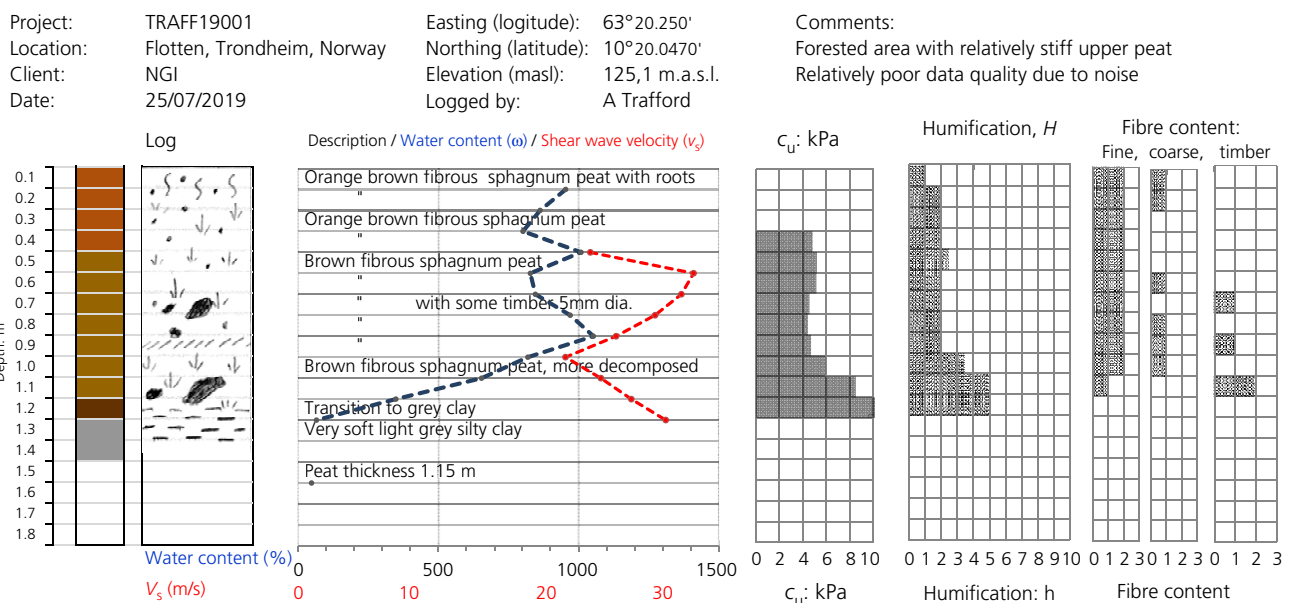 Project: TRAFF19001 Easting (logitude): 63°20.250' Comments:
Location: Flotten, Trondheim, Norway Northing (latitude): 10°20.0470' Forested area with relatively stiff upper peat
Client: NGI Elevation (masl): 125,1 m.a.s.l. Relatively poor data quality due to noise
Date: 25/07/2019 Logged by: A Trafford
Log Description / Water content (ω) / Shear wave velocity (vs) cu: kPa Humification, H Fibre content:
Fine, coarse, timber
Depth: m
0.1 Orange brown fibrous sphagnum peat with roots
0.2 "
0.3 Orange brown fibrous sphagnum peat
0.4 "
0.5 Brown fibrous sphagnum peat
0.6 "
0.7 " with some timber 5mm dia.
0.8 "
0.9 "
1.0 Brown fibrous sphagnum peat, more decomposed
1.1
1.2 Transition to grey clay
1.3 Very soft light grey silty clay
1.4
1.5 Peat thickness 1.15 m
1.6
1.7
1.8
Water content (%) 0 500 1000 1500 0 2 4 6 8 10 0 1 2 3 4 5 6 7 8 9 10 0 1 2 3 0 1 2 3 0 1 2 3
Vs (m/s) 0 10 20 30 cu: kPa Humification: h Fibre content